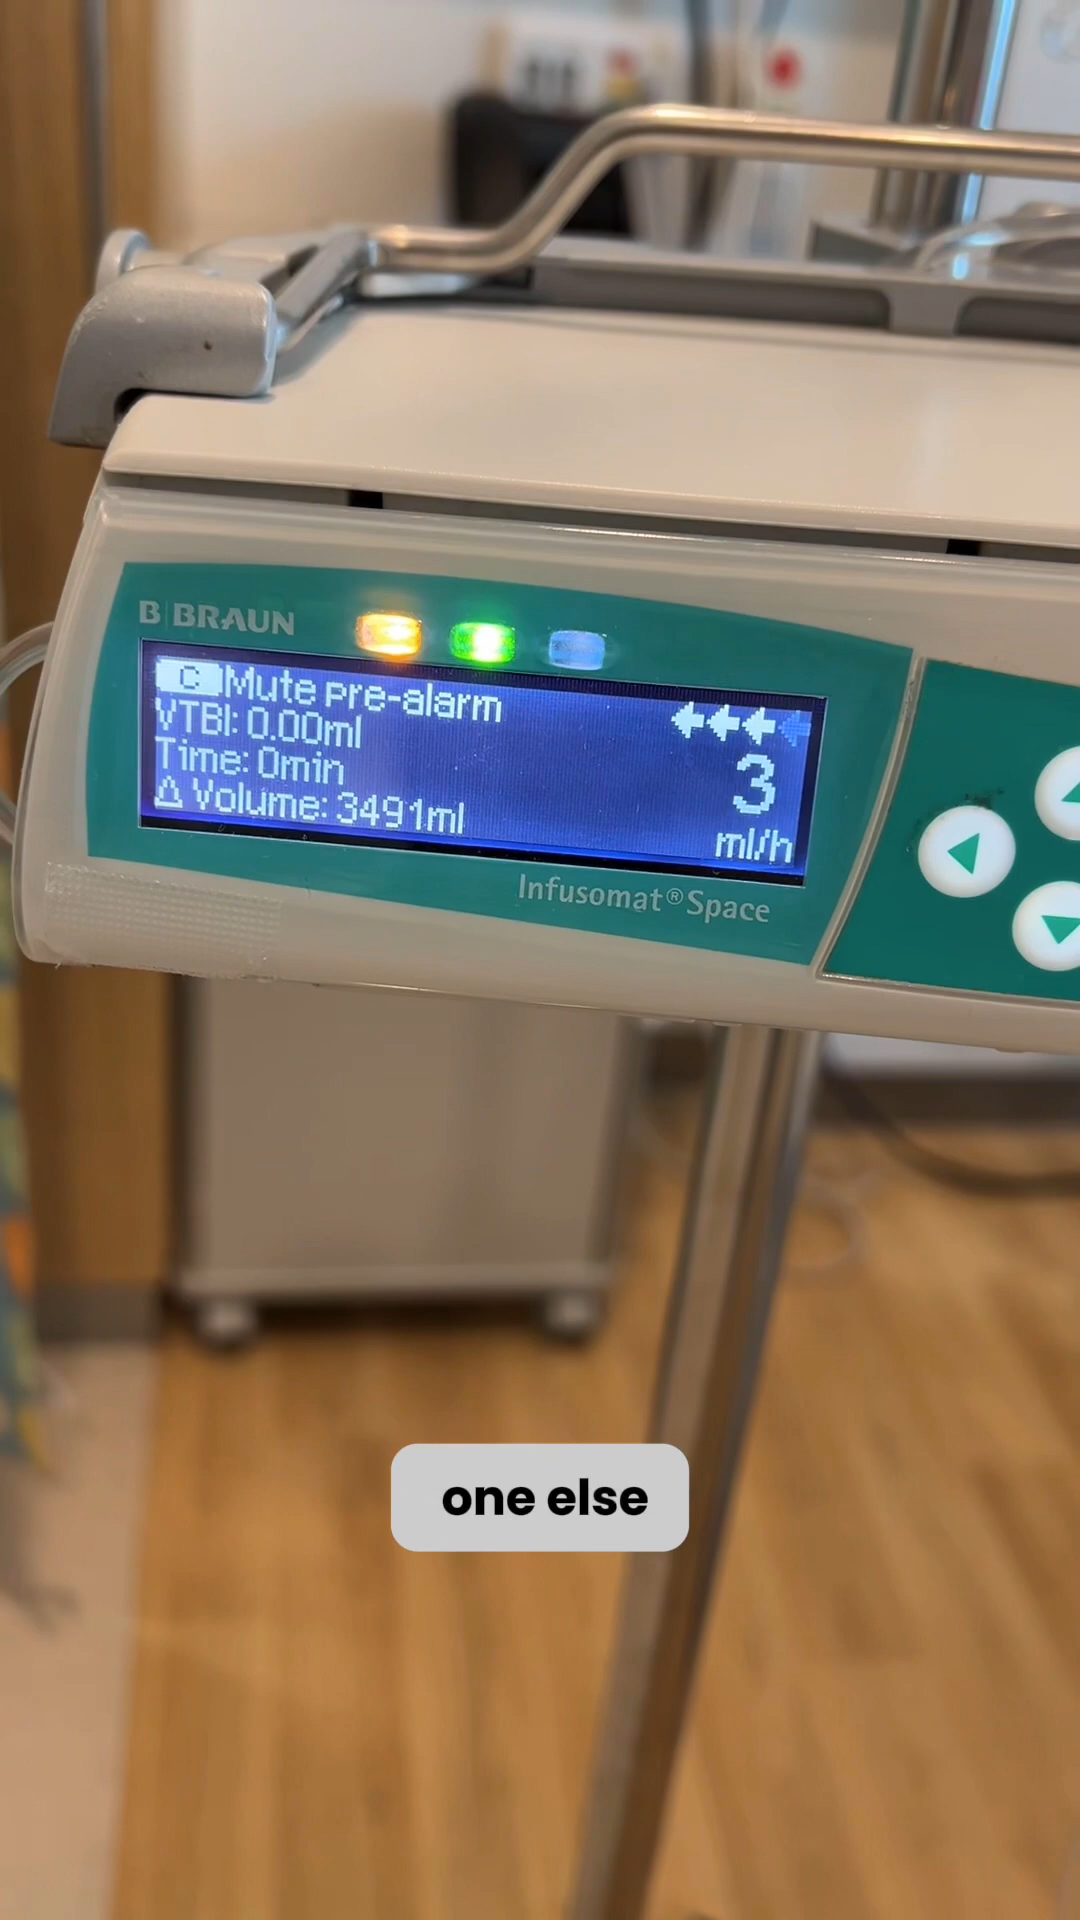 B BRAUN
C Mute pre-alarm
VTBI: 0.00ml
Time: 0min
Δ Volume: 3491ml
3
ml/h
Infusomat® Space
one else